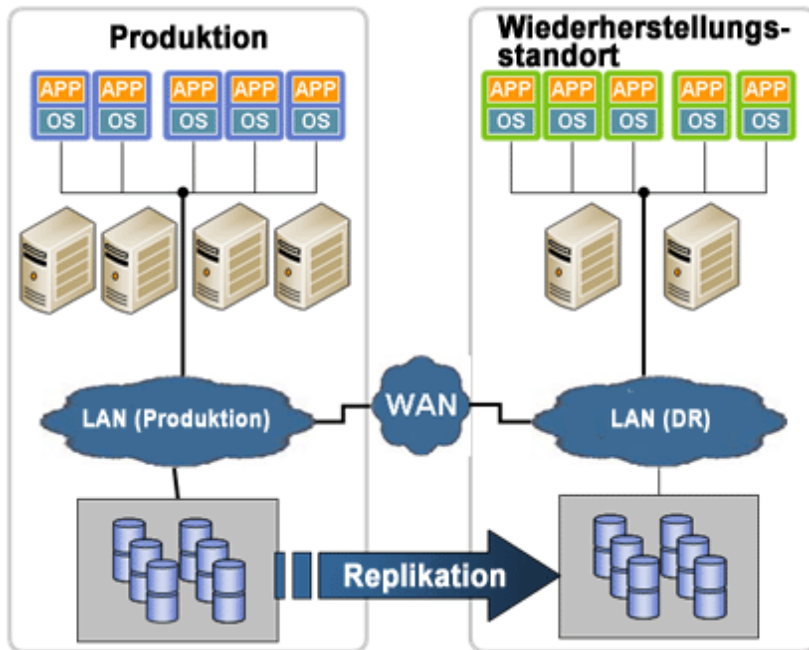 Produktion
APP APP APP APP APP
OS OS OS OS OS
LAN (Produktion)
WAN
Wiederherstellungs-
standort
APP APP APP APP APP
OS OS OS OS OS
LAN (DR)
Replikation